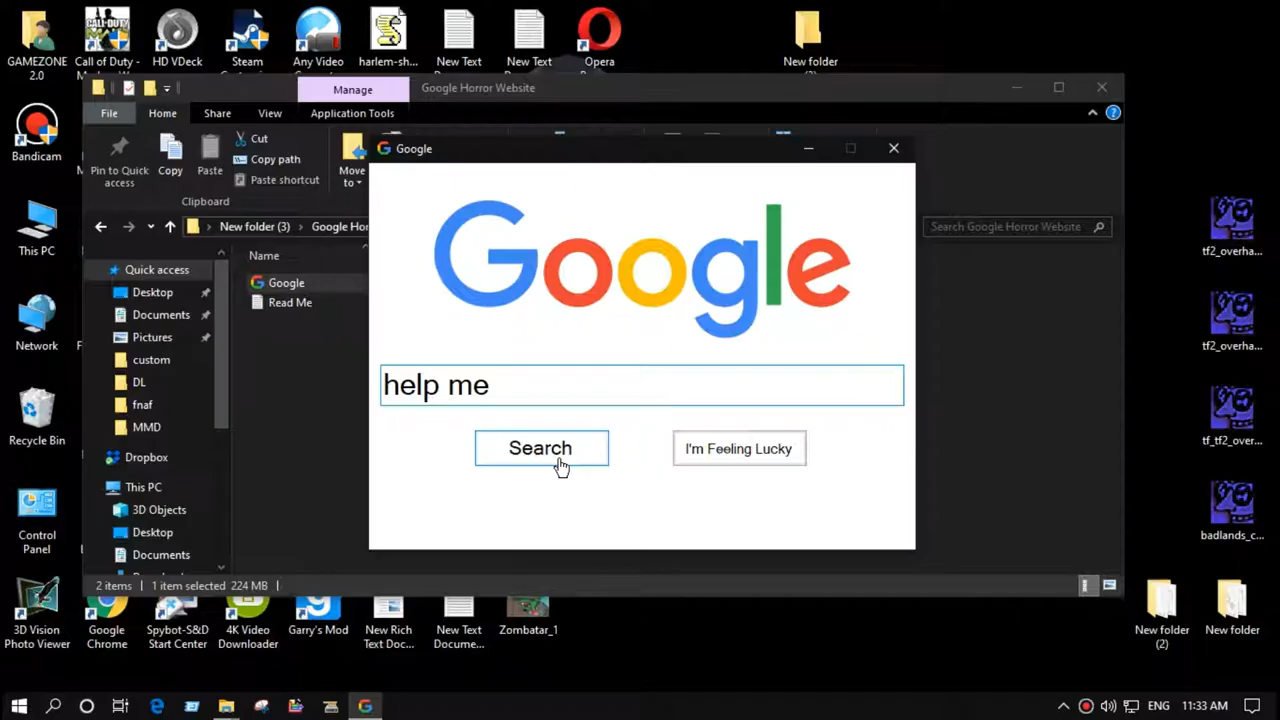 GAMEZONE 2.0
Call of Duty - 
HD VDeck
Steam
Any Video
harlem-sh...
New Text
New Text
Opera
New folder
Manage
Google Horror Website
File
Home
Share
View
Application Tools
Bandicam
Pin to Quick access
Copy
Paste
Cut
Copy path
Paste shortcut
Move to
Clipboard
Google
New folder (3)
Google Hor
Search Google Horror Website
This PC
Quick access
Desktop
Documents
Pictures
custom
DL
fnaf
MMD
Dropbox
This PC
3D Objects
Desktop
Documents
Name
Google
Read Me
Google
help me
Search
I'm Feeling Lucky
Network
Recycle Bin
Control Panel
tf2_overha...
tf2_overha...
tf_tf2_over...
badlands_c...
2 items
1 item selected 224 MB
3D Vision Photo Viewer
Google Chrome
Spybot-S&D Start Center
4K Video Downloader
Garry's Mod
New Rich Text Doc...
New Text Docume...
Zombatar_1
New folder (2)
New folder
ENG
11:33 AM